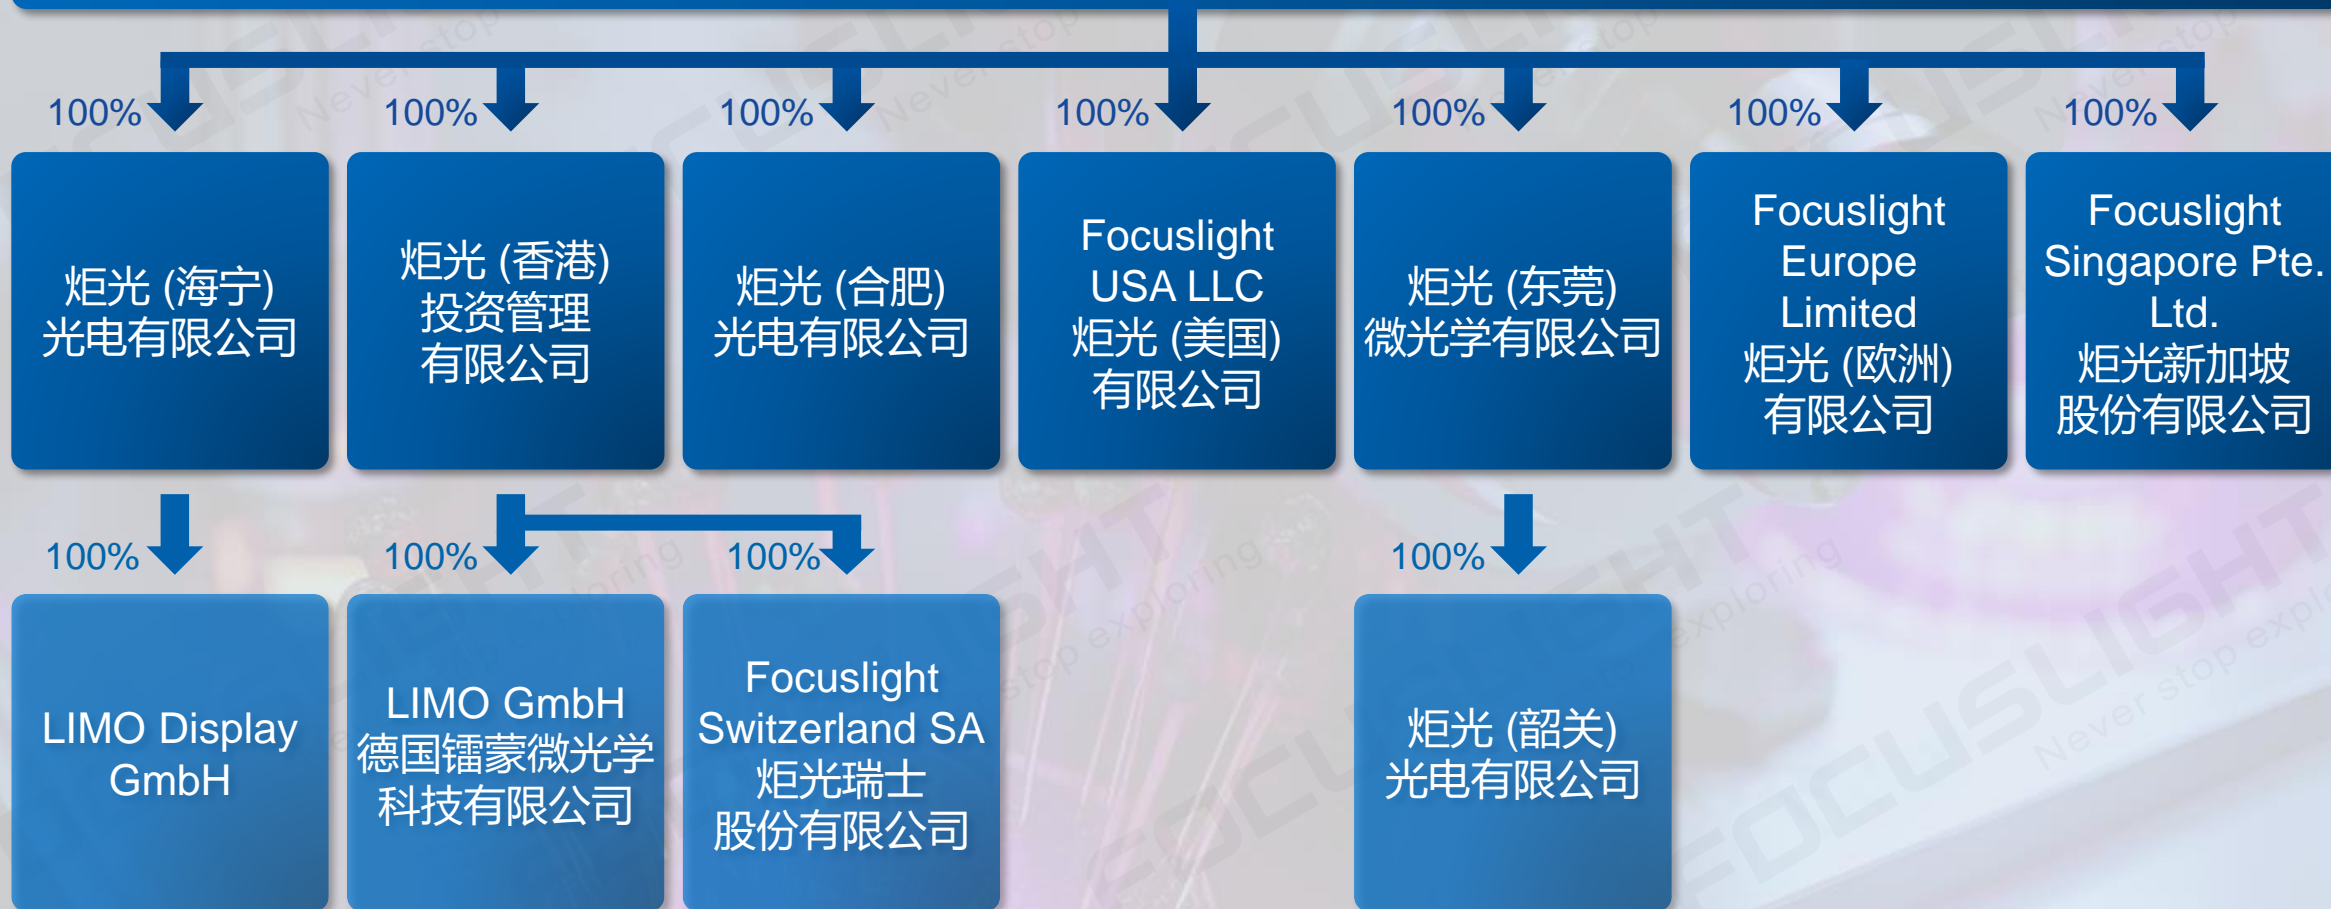 100%
100%
100%
100%
100%
100%
100%
炬光 (海宁)
光电有限公司
炬光 (香港)
投资管理
有限公司
炬光 (合肥)
光电有限公司
Focuslight
USA LLC
炬光 (美国)
有限公司
炬光 (东莞)
微光学有限公司
Focuslight
Europe
Limited
炬光 (欧洲)
有限公司
Focuslight
Singapore Pte.
Ltd.
炬光新加坡
股份有限公司
100%
100%
100%
100%
LIMO Display
GmbH
LIMO GmbH
德国镭蒙微光学
科技有限公司
Focuslight
Switzerland SA
炬光瑞士
股份有限公司
炬光 (韶关)
光电有限公司
FOCUSLIGHT
Never stop exploring